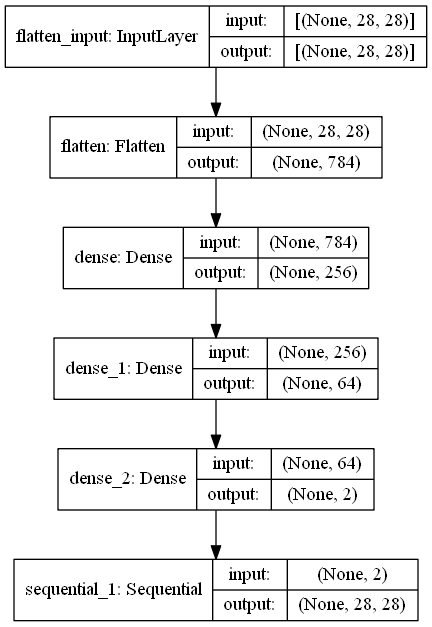 flatten_input: InputLayer
input: [(None, 28, 28)]
output: [(None, 28, 28)]
flatten: Flatten
input: (None, 28, 28)
output: (None, 784)
dense: Dense
input: (None, 784)
output: (None, 256)
dense_1: Dense
input: (None, 256)
output: (None, 64)
dense_2: Dense
input: (None, 64)
output: (None, 2)
sequential_1: Sequential
input: (None, 2)
output: (None, 28, 28)